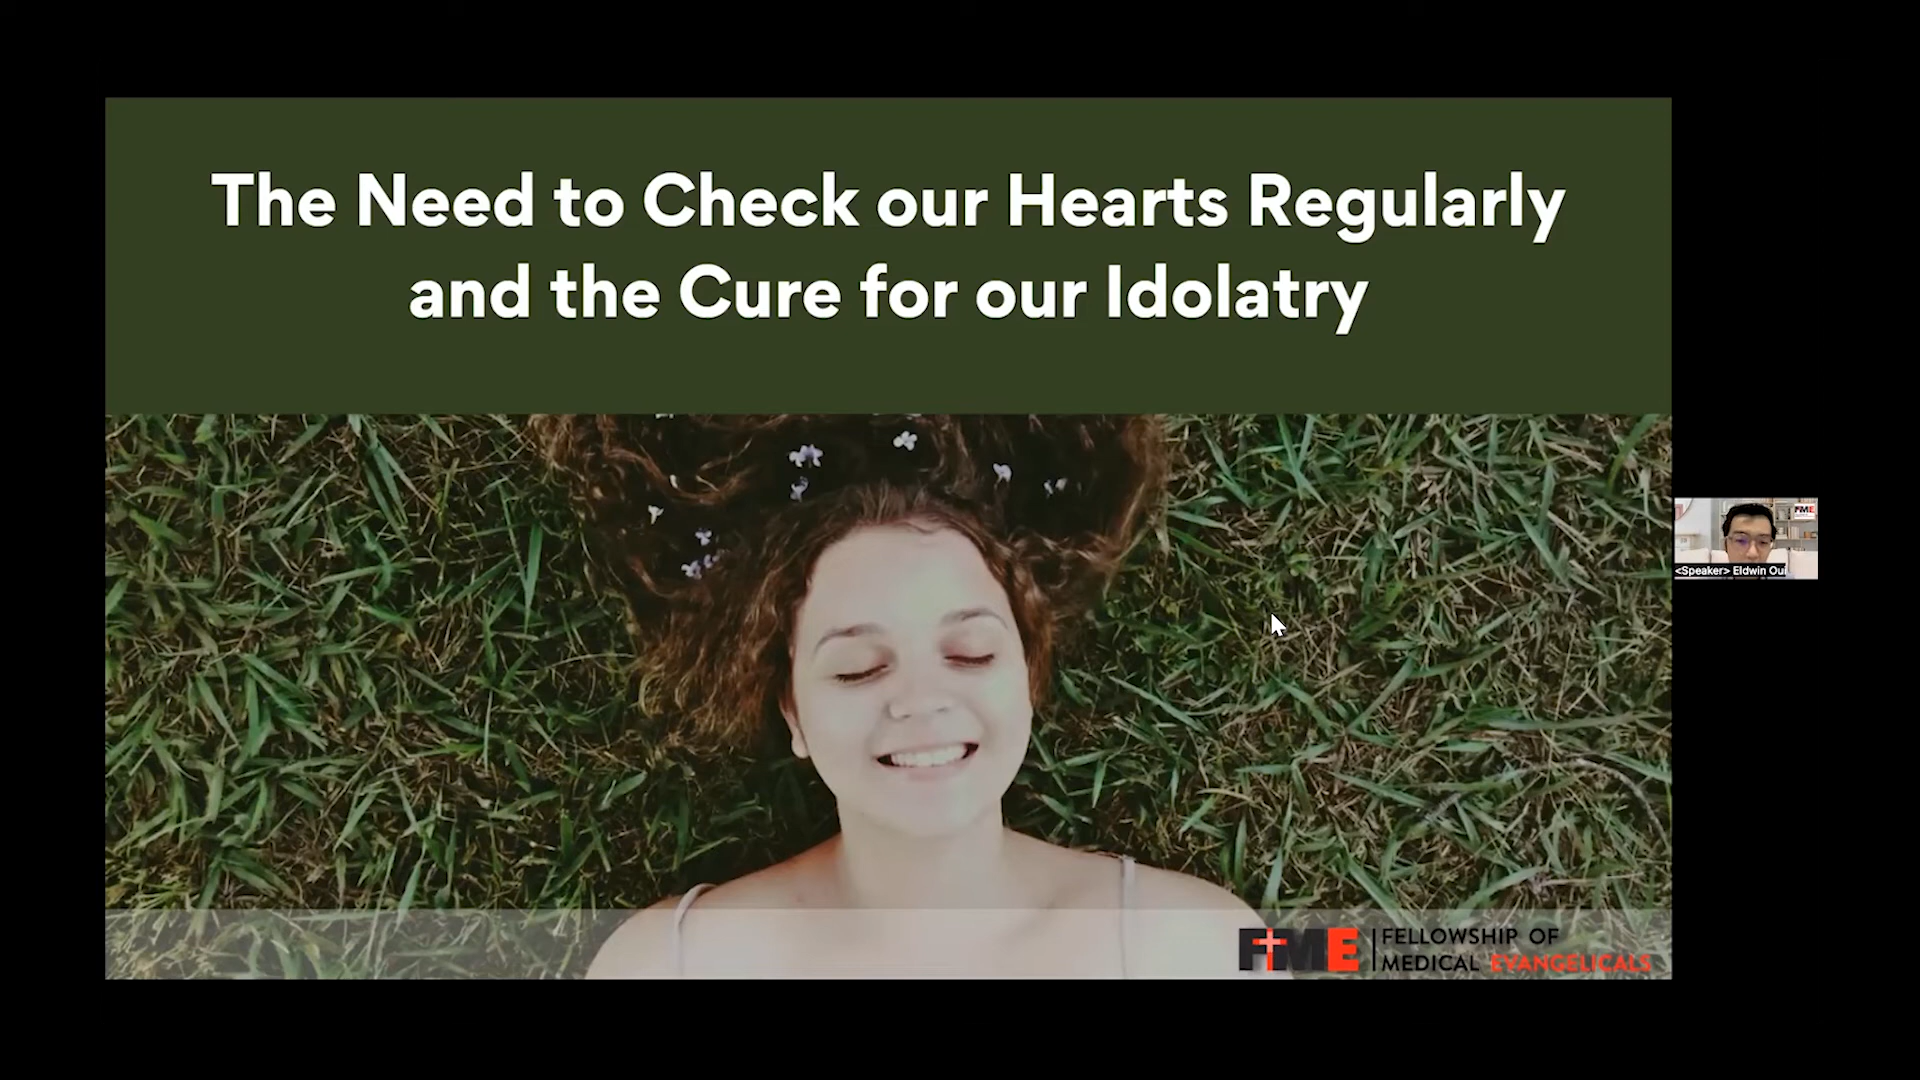 The Need to Check our Hearts Regularly
and the Cure for our Idolatry
FME
<Speaker> Eldwin Oui
FME
FELLOWSHIP OF
MEDICAL EVANGELICALS